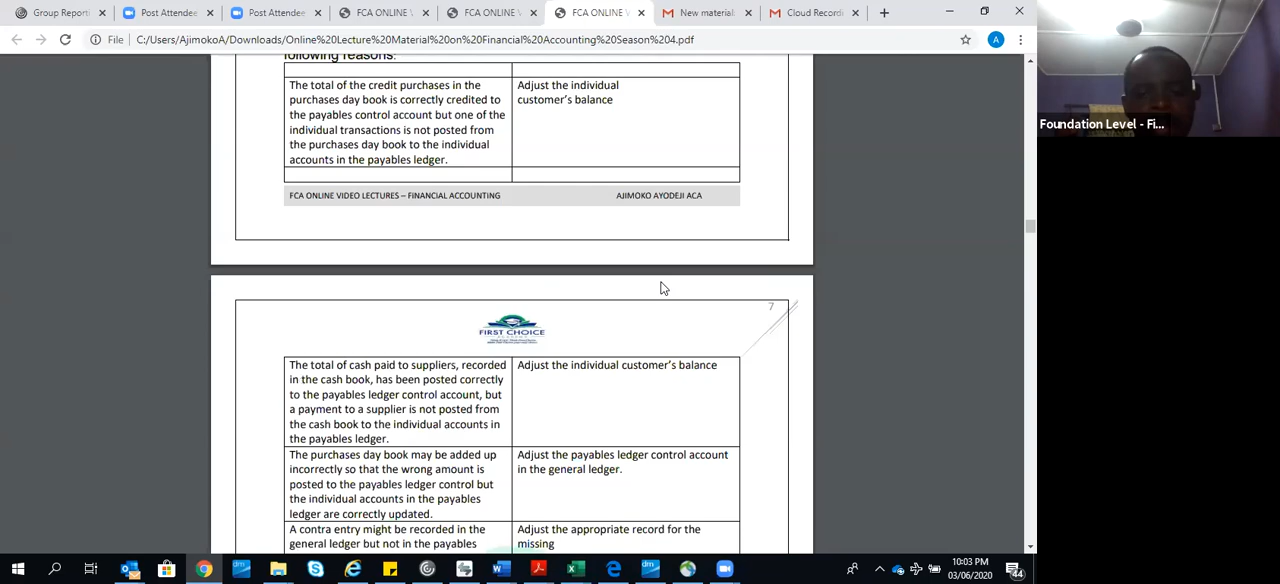 Group Reporti
Post Attendee
Post Attendee
FCA ONLINE V
FCA ONLINE V
FCA ONLINE V
New material
Cloud Recordi
File
C:/Users/AjimokoA/Downloads/Online%20Lecture%20Material%20on%20Financial%20Accounting%20Season%204.pdf
A
Foundation Level - Fi...
following reasons:
The total of the credit purchases in the
purchases day book is correctly credited to
the payables control account but one of the
individual transactions is not posted from
the purchases day book to the individual
accounts in the payables ledger.
Adjust the individual
customer's balance
FCA ONLINE VIDEO LECTURES – FINANCIAL ACCOUNTING
AJIMOKO AYODEJI ACA
7
FIRST CHOICE
The total of cash paid to suppliers, recorded
in the cash book, has been posted correctly
to the payables ledger control account, but
a payment to a supplier is not posted from
the cash book to the individual accounts in
the payables ledger.
Adjust the individual customer's balance
The purchases day book may be added up
incorrectly so that the wrong amount is
posted to the payables ledger control but
the individual accounts in the payables
ledger are correctly updated.
Adjust the payables ledger control account
in the general ledger.
A contra entry might be recorded in the
general ledger but not in the payables
Adjust the appropriate record for the
missing
10:03 PM
03/06/2020
44